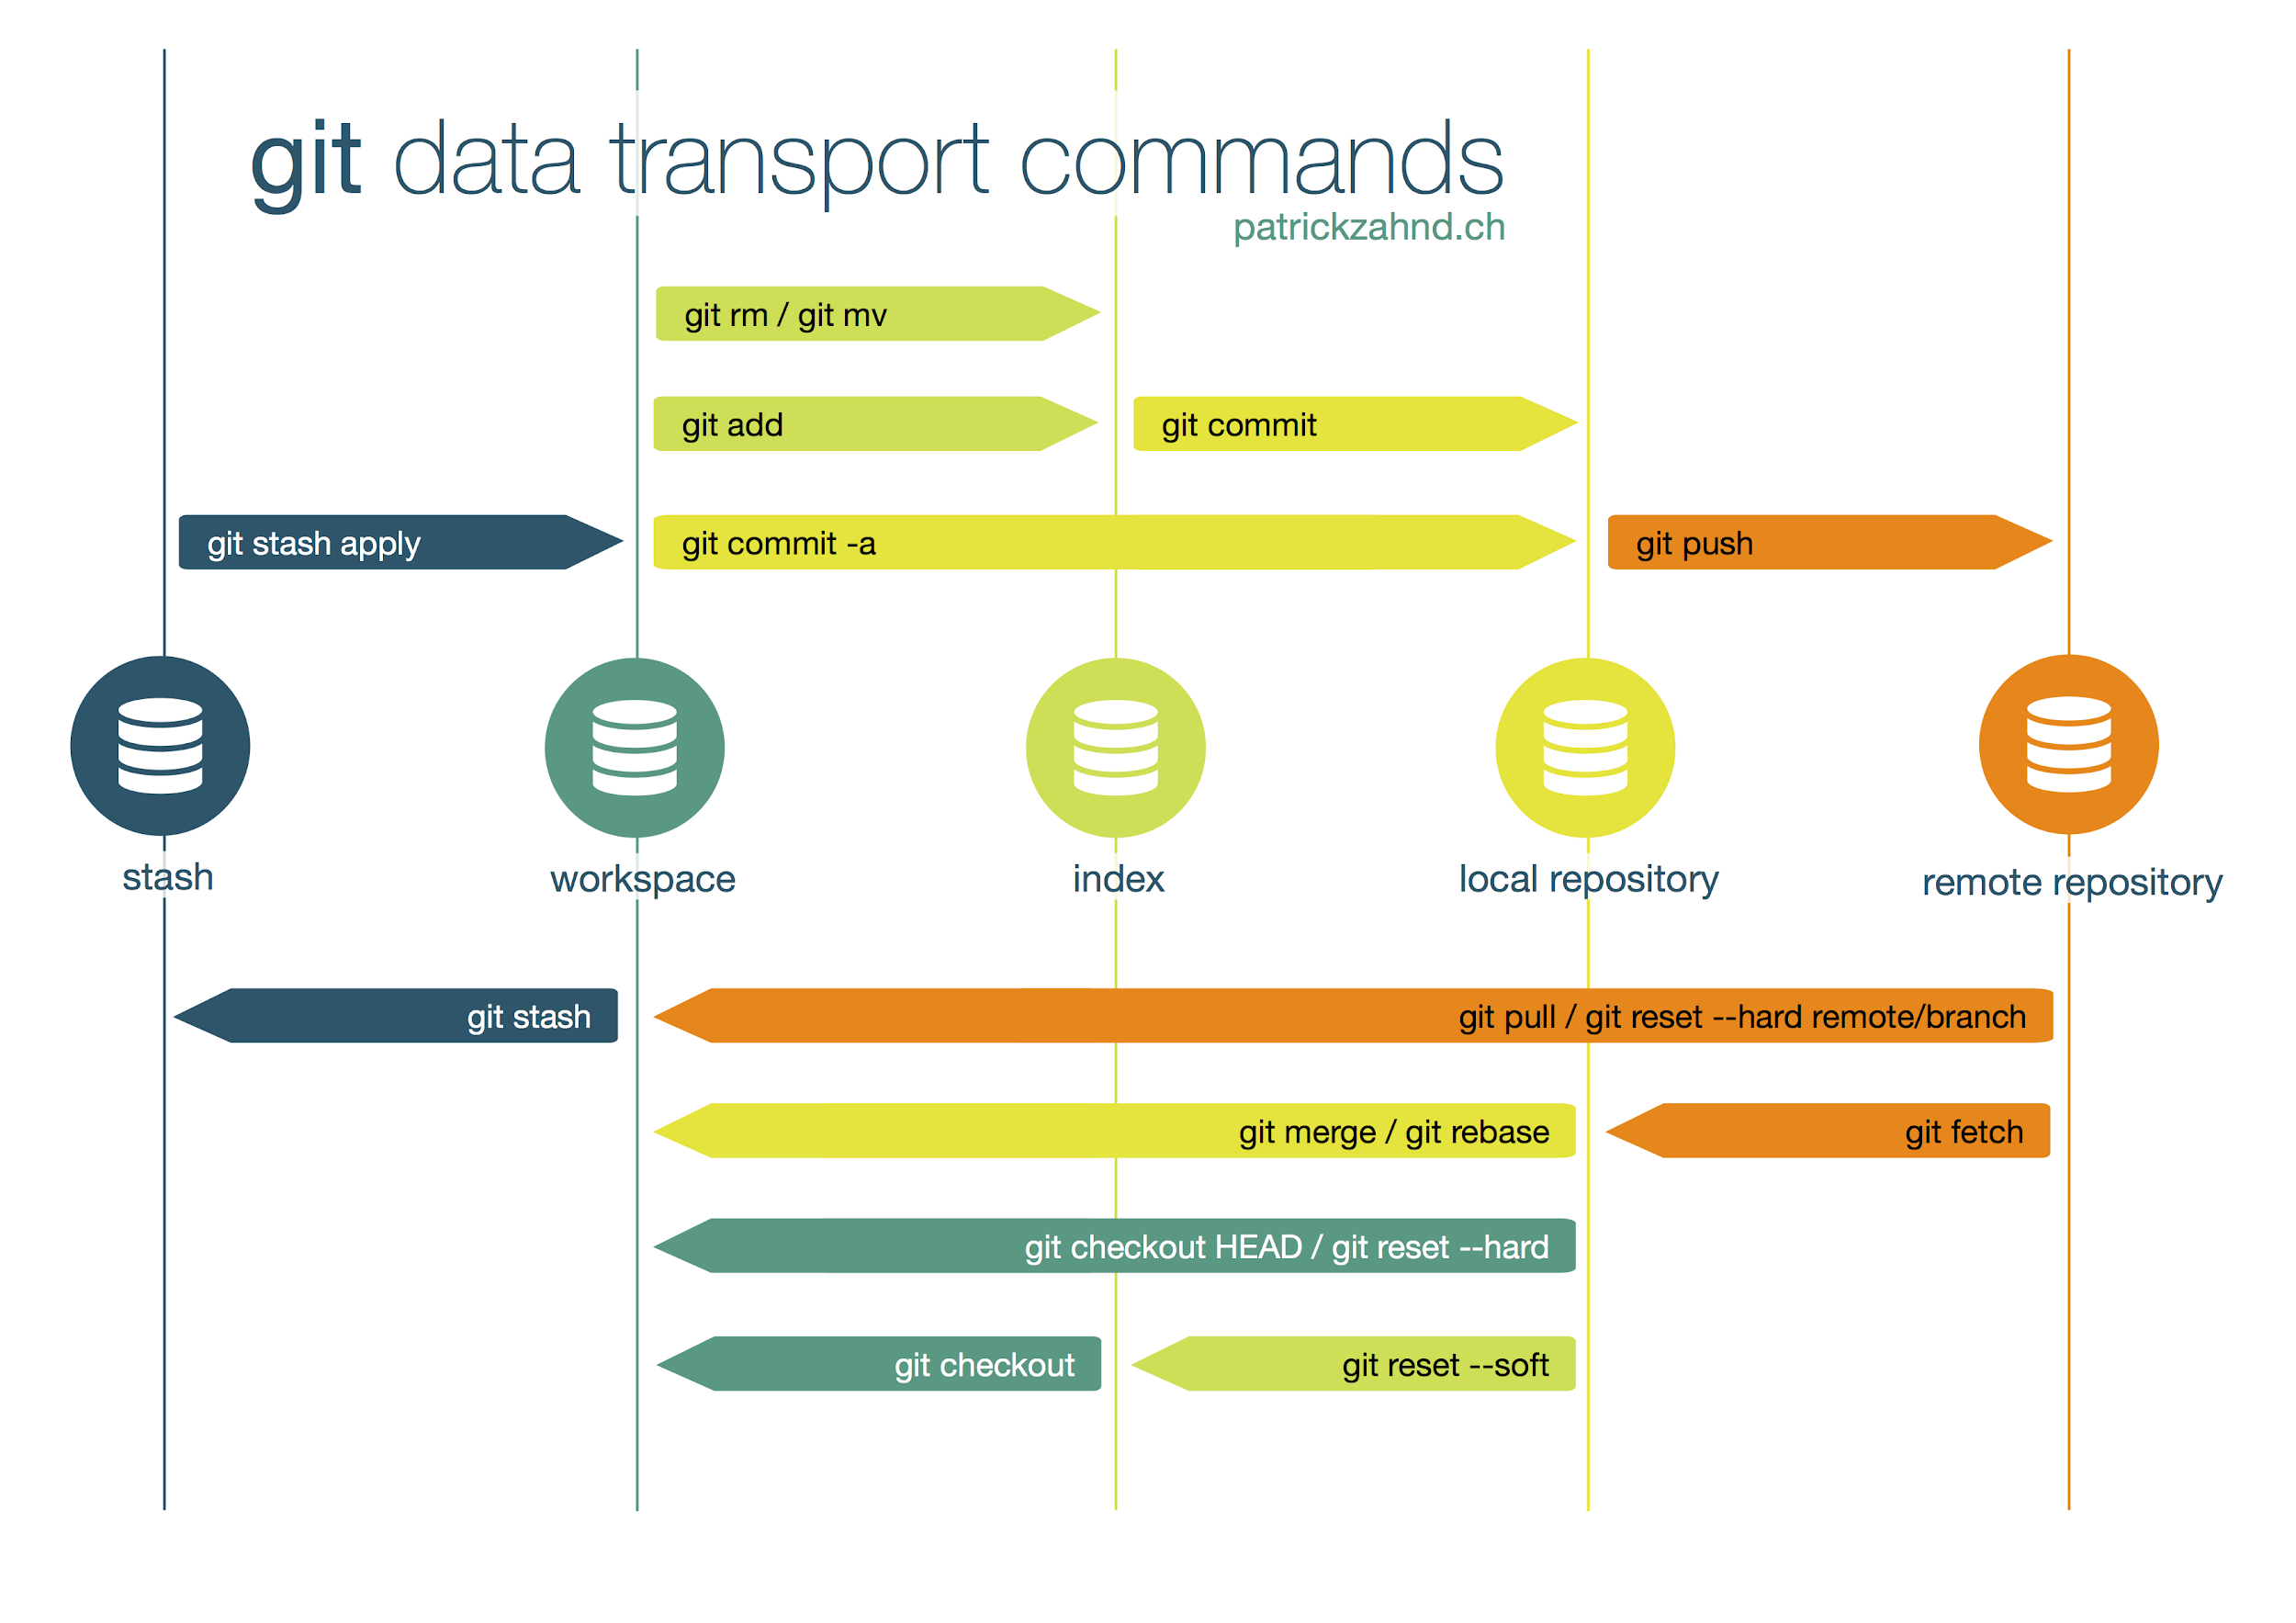 git data transport commands
patrickzahnd.ch
git rm / git mv
git add
git commit
git stash apply
git commit -a
git push
stash
workspace
index
local repository
remote repository
git stash
git pull / git reset --hard remote/branch
git merge / git rebase
git fetch
git checkout HEAD / git reset --hard
git checkout
git reset --soft